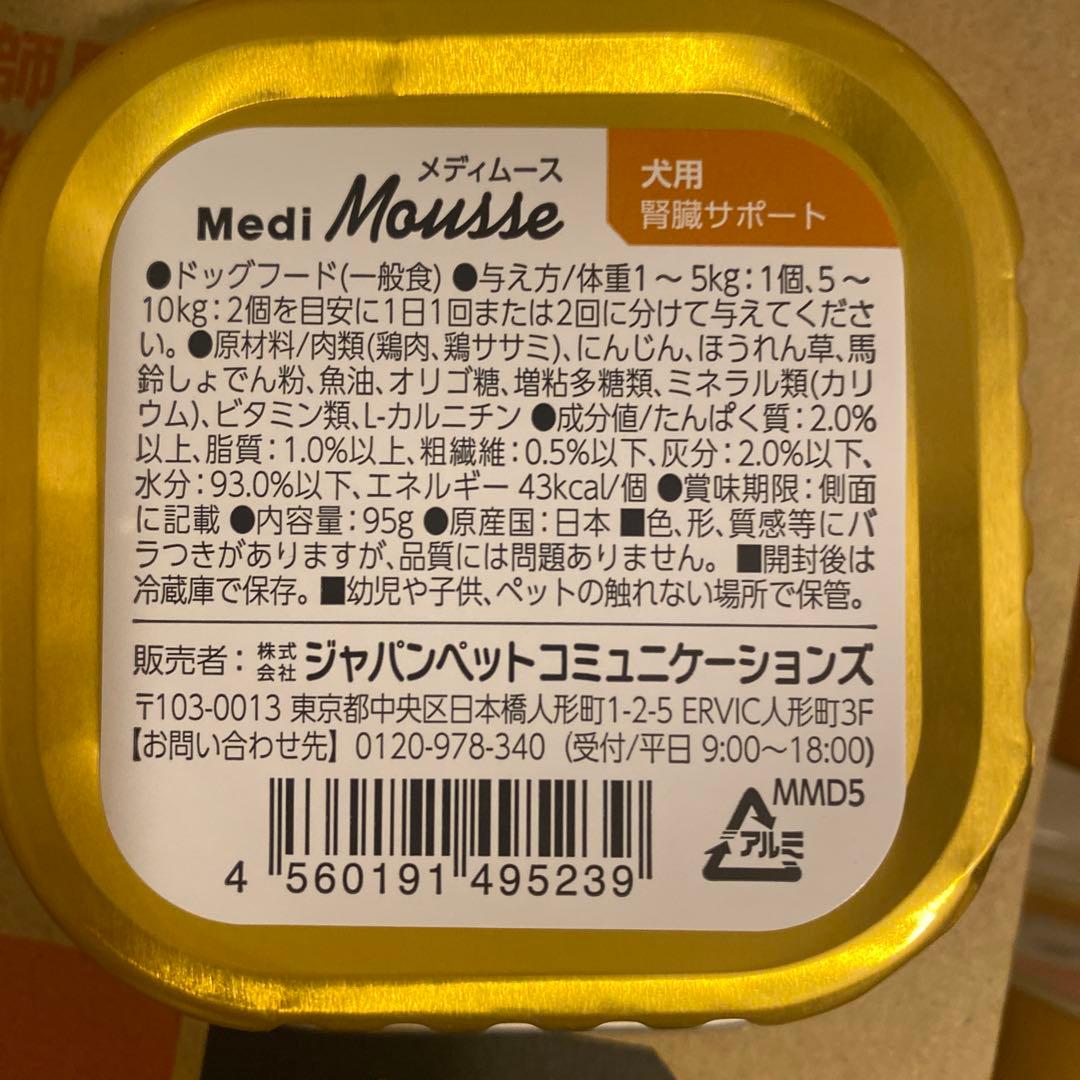 師
メディムース
Medi Mousse
犬用
腎臓サポート
●ドッグフード(一般食) ●与え方/体重1～5kg：1個、5～
10kg：2個を目安に1日1回または2回に分けて与えてくださ
い。●原材料/肉類(鶏肉、鶏ササミ)、にんじん、ほうれん草、馬
鈴しょでん粉、魚油、オリゴ糖、増粘多糖類、ミネラル類(カリ
ウム)、ビタミン類、L-カルニチン ●成分値/たんぱく質：2.0%
以上、脂質：1.0%以上、粗繊維：0.5%以下、灰分：2.0%以下、
水分：93.0%以下、エネルギー 43kcal/個 ●賞味期限：側面
に記載 ●内容量：95g ●原産国：日本 ■色、形、質感等にバ
ラつきがありますが、品質には問題ありません。 ■開封後は
冷蔵庫で保存。 ■幼児や子供、ペットの触れない場所で保管。
販売者：株式会社ジャパンペットコミュニケーションズ
〒103-0013 東京都中央区日本橋人形町1-2-5 ERVIC人形町3F
【お問い合わせ先】 0120-978-340 (受付/平日 9:00～18:00)
MMD5
アルミ
4 560191 495239